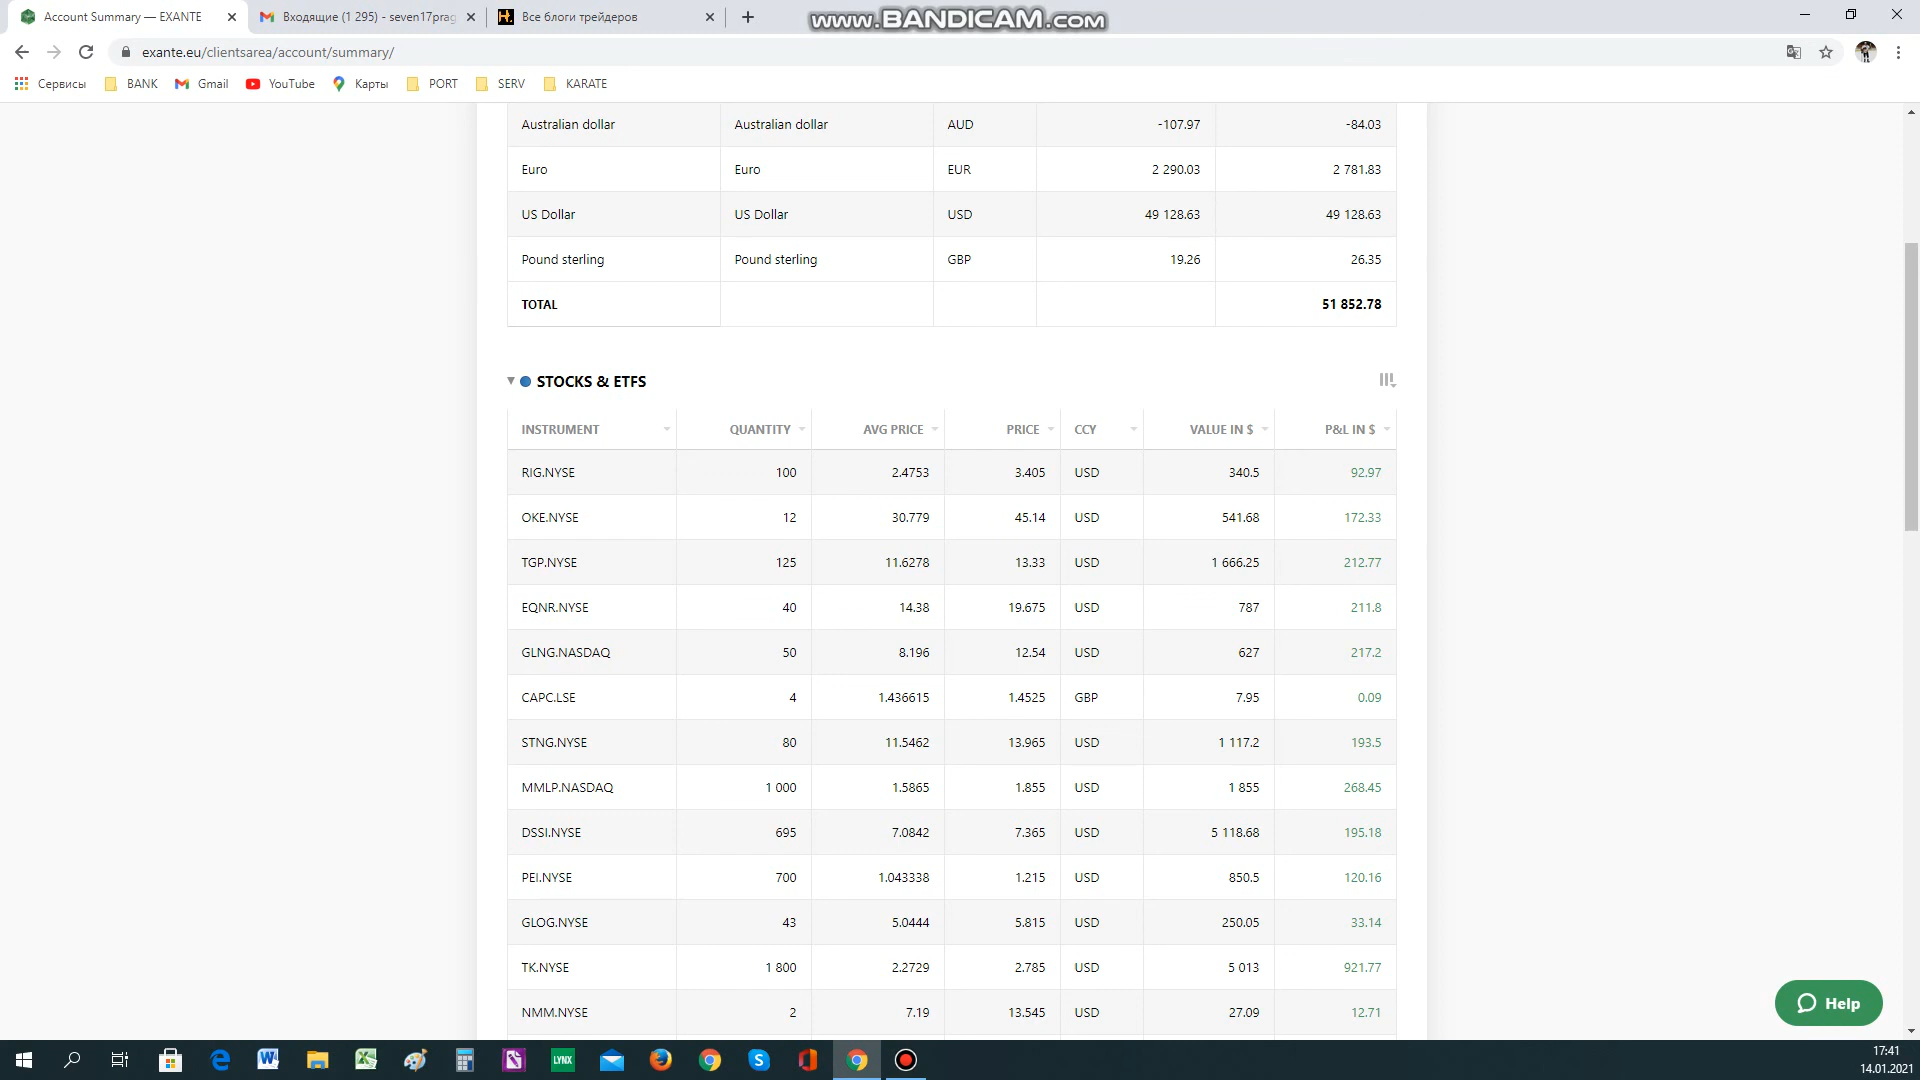 Account Summary — EXANTE
Входящие (1 295) - seven17prag
Все блоги трейдеров
www.BANDICAM.com
exante.eu/clientsarea/account/summary/
Сервисы BANK Gmail YouTube Карты PORT SERV KARATE
Australian dollar Australian dollar AUD -107.97 -84.03
Euro Euro EUR 2 290.03 2 781.83
US Dollar US Dollar USD 49 128.63 49 128.63
Pound sterling Pound sterling GBP 19.26 26.35
TOTAL 51 852.78
STOCKS & ETFS
INSTRUMENT QUANTITY AVG PRICE PRICE CCY VALUE IN $ P&L IN $
RIG.NYSE 100 2.4753 3.405 USD 340.5 92.97
OKE.NYSE 12 30.779 45.14 USD 541.68 172.33
TGP.NYSE 125 11.6278 13.33 USD 1 666.25 212.77
EQNR.NYSE 40 14.38 19.675 USD 787 211.8
GLNG.NASDAQ 50 8.196 12.54 USD 627 217.2
CAPC.LSE 4 1.436615 1.4525 GBP 7.95 0.09
STNG.NYSE 80 11.5462 13.965 USD 1 117.2 193.5
MMLP.NASDAQ 1 000 1.5865 1.855 USD 1 855 268.45
DSSI.NYSE 695 7.0842 7.365 USD 5 118.68 195.18
PEI.NYSE 700 1.043338 1.215 USD 850.5 120.16
GLOG.NYSE 43 5.0444 5.815 USD 250.05 33.14
TK.NYSE 1 800 2.2729 2.785 USD 5 013 921.77
NMM.NYSE 2 7.19 13.545 USD 27.09 12.71
Help
LYNX
17:41
14.01.2021